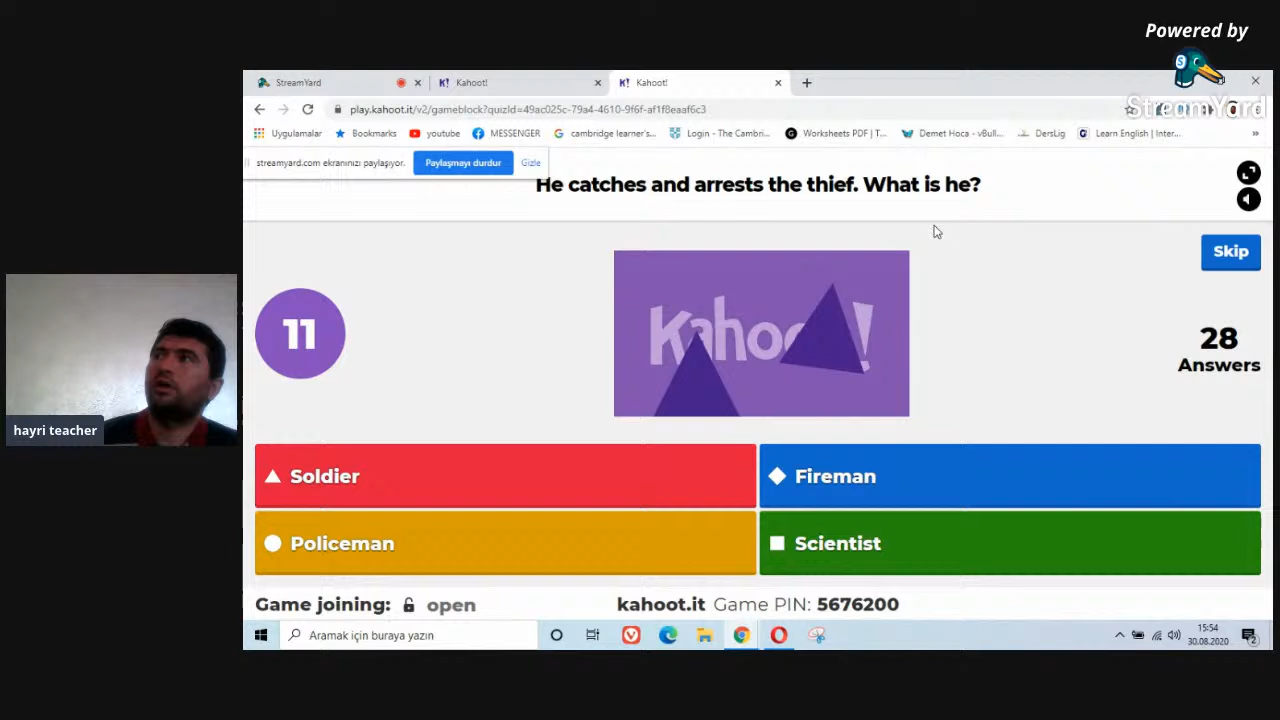 Powered by
StreamYard
StreamYard
Kahoot!
Kahoot!
play.kahoot.it/v2/gameblock?quizId=49ac025c-79a4-4610-9f6f-af1f8eaaf6c3
Uygulamalar
Bookmarks
youtube
MESSENGER
cambridge learner's...
Login - The Cambri...
Worksheets PDF | T...
Demet Hoca - vBull...
DersLig
Learn English | Inter...
streamyard.com ekranınızı paylaşıyor.
Paylaşmayı durdur
Gizle
He catches and arrests the thief. What is he?
Skip
11
Kahoo!
28
Answers
hayri teacher
Soldier
Fireman
Policeman
Scientist
Game joining: open
kahoot.it Game PIN: 5676200
Aramak için buraya yazın
15:54
30.08.2020
2